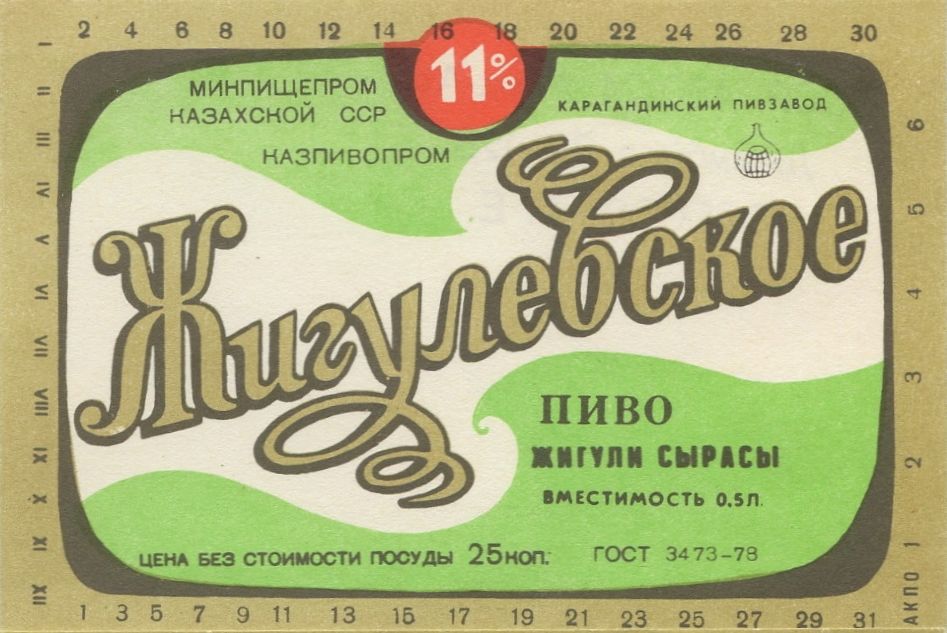 2 4 6 8 10 12 14 16 18 20 22 24 26 28 30
11%
МИНПИЩЕПРОМ
КАЗАХСКОЙ ССР
КАЗПИВОПРОМ
КАРАГАНДИНСКИЙ ПИВЗАВОД
Жигулевское
ПИВО
ЖИГУЛИ СЫРАСЫ
ВМЕСТИМОСТЬ 0,5Л.
ЦЕНА БЕЗ СТОИМОСТИ ПОСУДЫ 25КОП. ГОСТ 3473-78
I II III IV V VI VII VIII IX X XI XII
6 5 4 3 2 1 АКПО
1 3 5 7 9 11 13 15 17 19 21 23 25 27 29 31